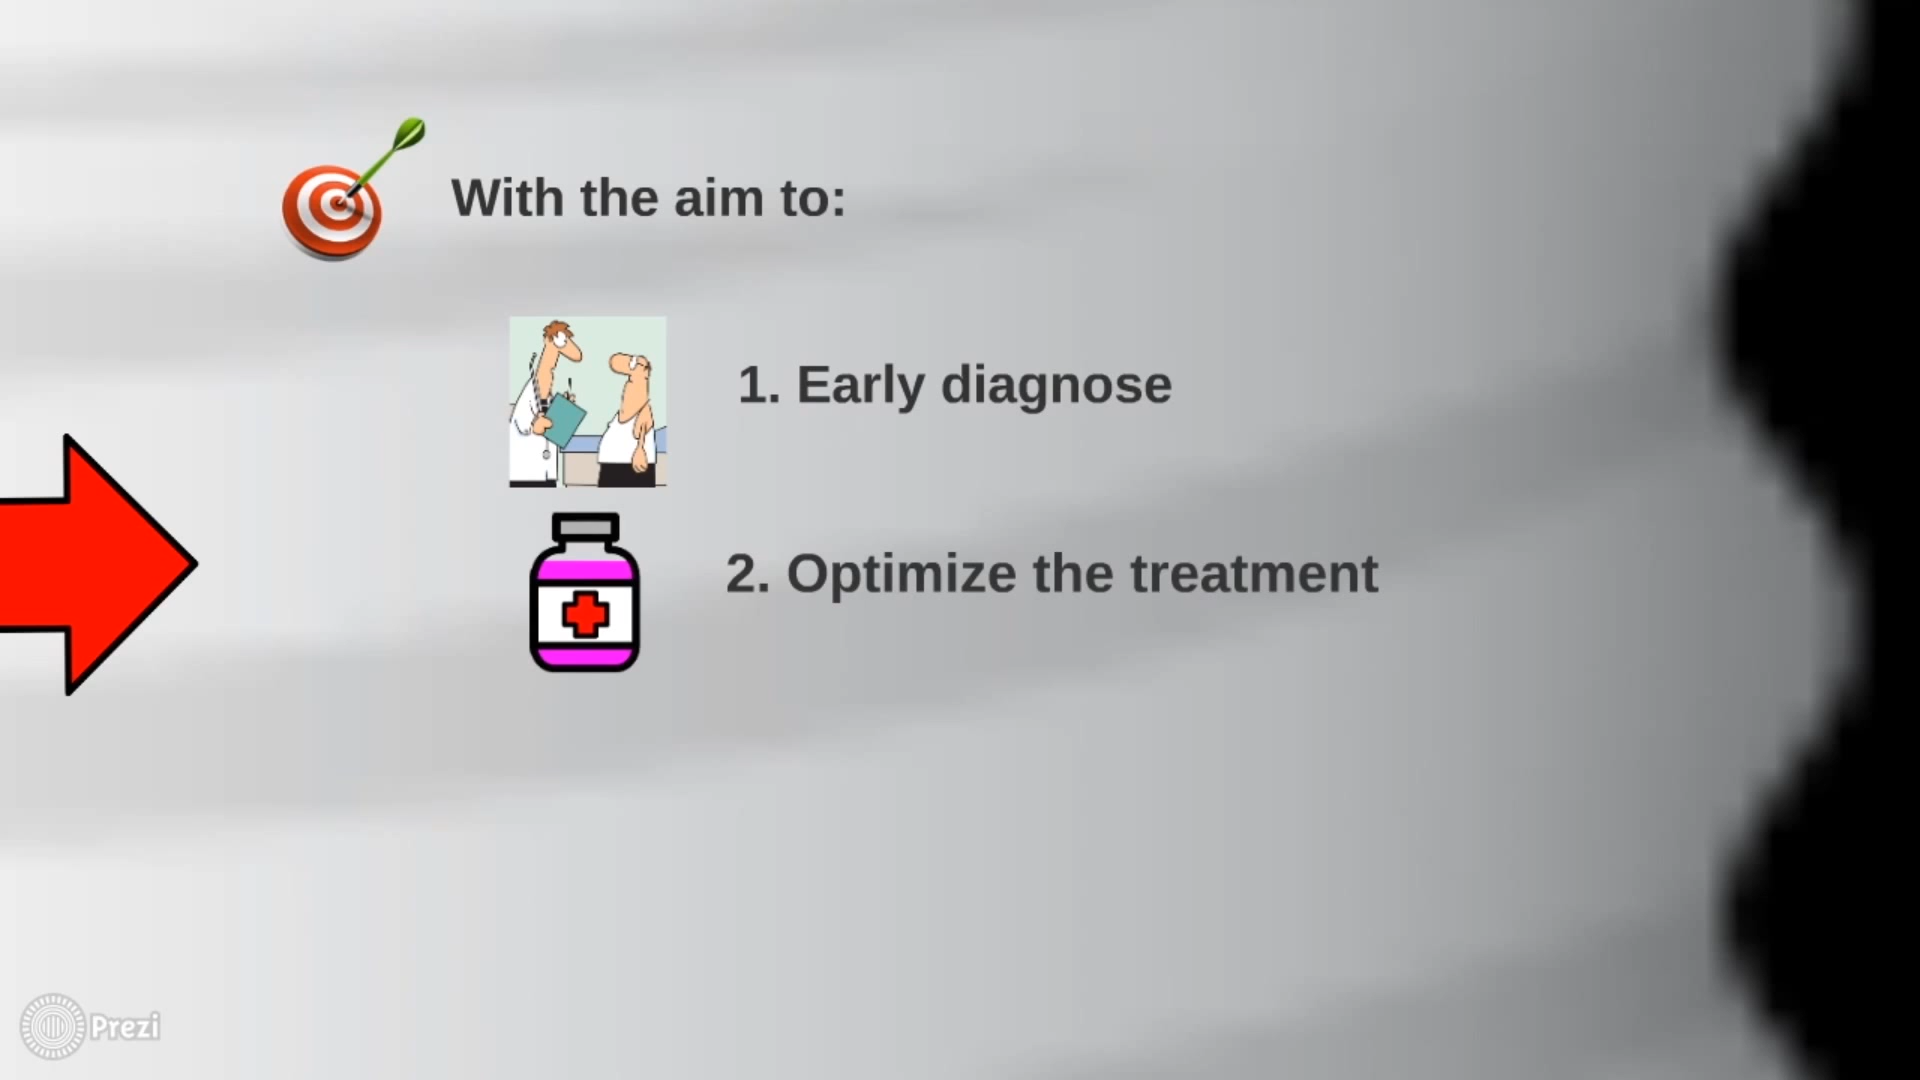 With the aim to:
1. Early diagnose
2. Optimize the treatment
Prezi